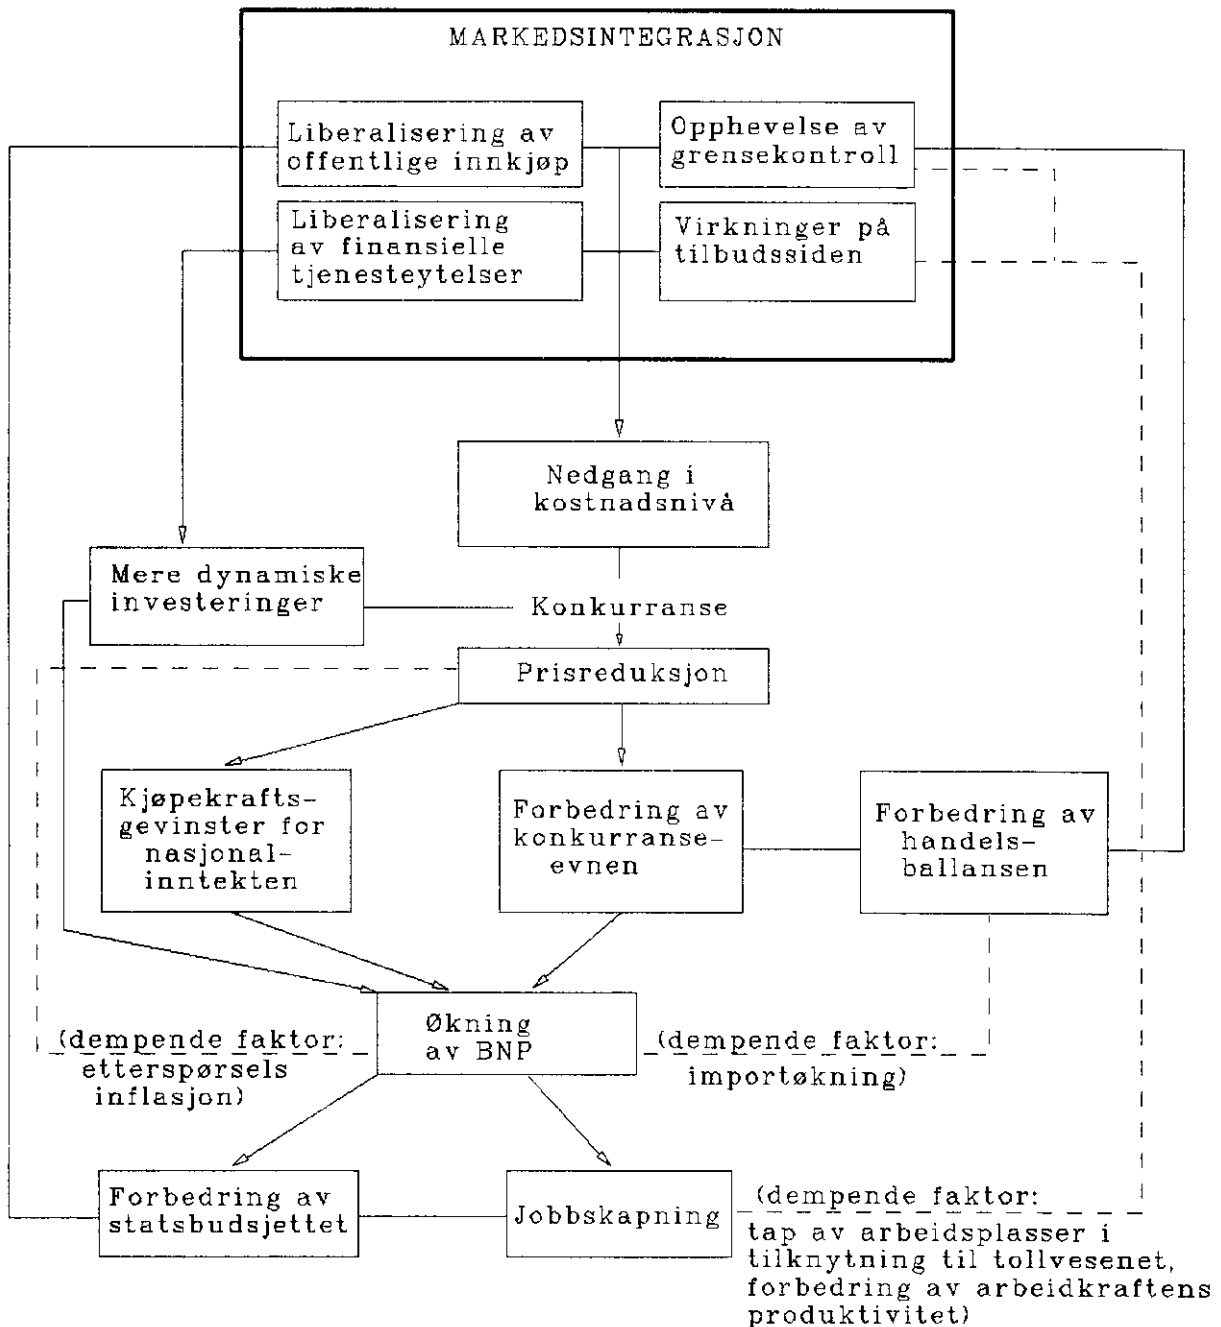 MARKEDSINTEGRASJON
Liberalisering av
offentlige innkjøp
Opphevelse av
grensekontroll
Liberalisering
av finansielle
tjenesteytelser
Virkninger på
tilbudssiden
Nedgang i
kostnadsnivå
Mere dynamiske
investeringer
Konkurranse
Prisreduksjon
Kjøpekrafts-
gevinster for
nasjonal-
inntekten
Forbedring av
konkurranse-
evnen
Forbedring av
handels-
ballansen
Økning
av BNP
(dempende faktor:
etterspørsels
inflasjon)
(dempende faktor:
importøkning)
Forbedring av
statsbudsjettet
Jobbskapning
(dempende faktor:
tap av arbeidsplasser i
tilknytning til tollvesenet,
forbedring av arbeidkraftens
produktivitet)